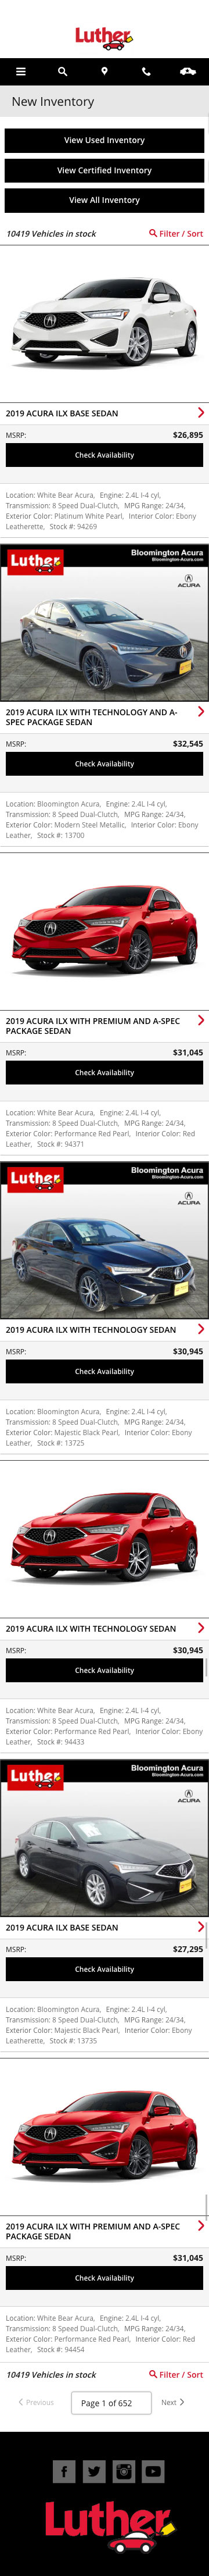 Luther
New Inventory
View Used Inventory
View Certified Inventory
View All Inventory
10419 Vehicles in stock
Filter / Sort
2019 ACURA ILX BASE SEDAN
MSRP:
$26,895
Check Availability
Location: White Bear Acura, Engine: 2.4L I-4 cyl,
Transmission: 8 Speed Dual-Clutch, MPG Range: 24/34,
Exterior Color: Platinum White Pearl, Interior Color: Ebony
Leatherette, Stock #: 94269
Luther
Bloomington Acura
Bloomington-Acura.com
ACURA
2019 ACURA ILX WITH TECHNOLOGY AND A-
SPEC PACKAGE SEDAN
MSRP:
$32,545
Check Availability
Location: Bloomington Acura, Engine: 2.4L I-4 cyl,
Transmission: 8 Speed Dual-Clutch, MPG Range: 24/34,
Exterior Color: Modern Steel Metallic, Interior Color: Ebony
Leather, Stock #: 13700
2019 ACURA ILX WITH PREMIUM AND A-SPEC
PACKAGE SEDAN
MSRP:
$31,045
Check Availability
Location: White Bear Acura, Engine: 2.4L I-4 cyl,
Transmission: 8 Speed Dual-Clutch, MPG Range: 24/34,
Exterior Color: Performance Red Pearl, Interior Color: Red
Leather, Stock #: 94371
Luther
Bloomington Acura
Bloomington-Acura.com
ACURA
2019 ACURA ILX WITH TECHNOLOGY SEDAN
MSRP:
$30,945
Check Availability
Location: Bloomington Acura, Engine: 2.4L I-4 cyl,
Transmission: 8 Speed Dual-Clutch, MPG Range: 24/34,
Exterior Color: Majestic Black Pearl, Interior Color: Ebony
Leather, Stock #: 13725
2019 ACURA ILX WITH TECHNOLOGY SEDAN
MSRP:
$30,945
Check Availability
Location: White Bear Acura, Engine: 2.4L I-4 cyl,
Transmission: 8 Speed Dual-Clutch, MPG Range: 24/34,
Exterior Color: Performance Red Pearl, Interior Color: Ebony
Leather, Stock #: 94433
Luther
Bloomington Acura
Bloomington-Acura.com
ACURA
2019 ACURA ILX BASE SEDAN
MSRP:
$27,295
Check Availability
Location: Bloomington Acura, Engine: 2.4L I-4 cyl,
Transmission: 8 Speed Dual-Clutch, MPG Range: 24/34,
Exterior Color: Majestic Black Pearl, Interior Color: Ebony
Leatherette, Stock #: 13735
2019 ACURA ILX WITH PREMIUM AND A-SPEC
PACKAGE SEDAN
MSRP:
$31,045
Check Availability
Location: White Bear Acura, Engine: 2.4L I-4 cyl,
Transmission: 8 Speed Dual-Clutch, MPG Range: 24/34,
Exterior Color: Performance Red Pearl, Interior Color: Red
Leather, Stock #: 94454
10419 Vehicles in stock
Filter / Sort
Previous
Page 1 of 652
Next
Luther